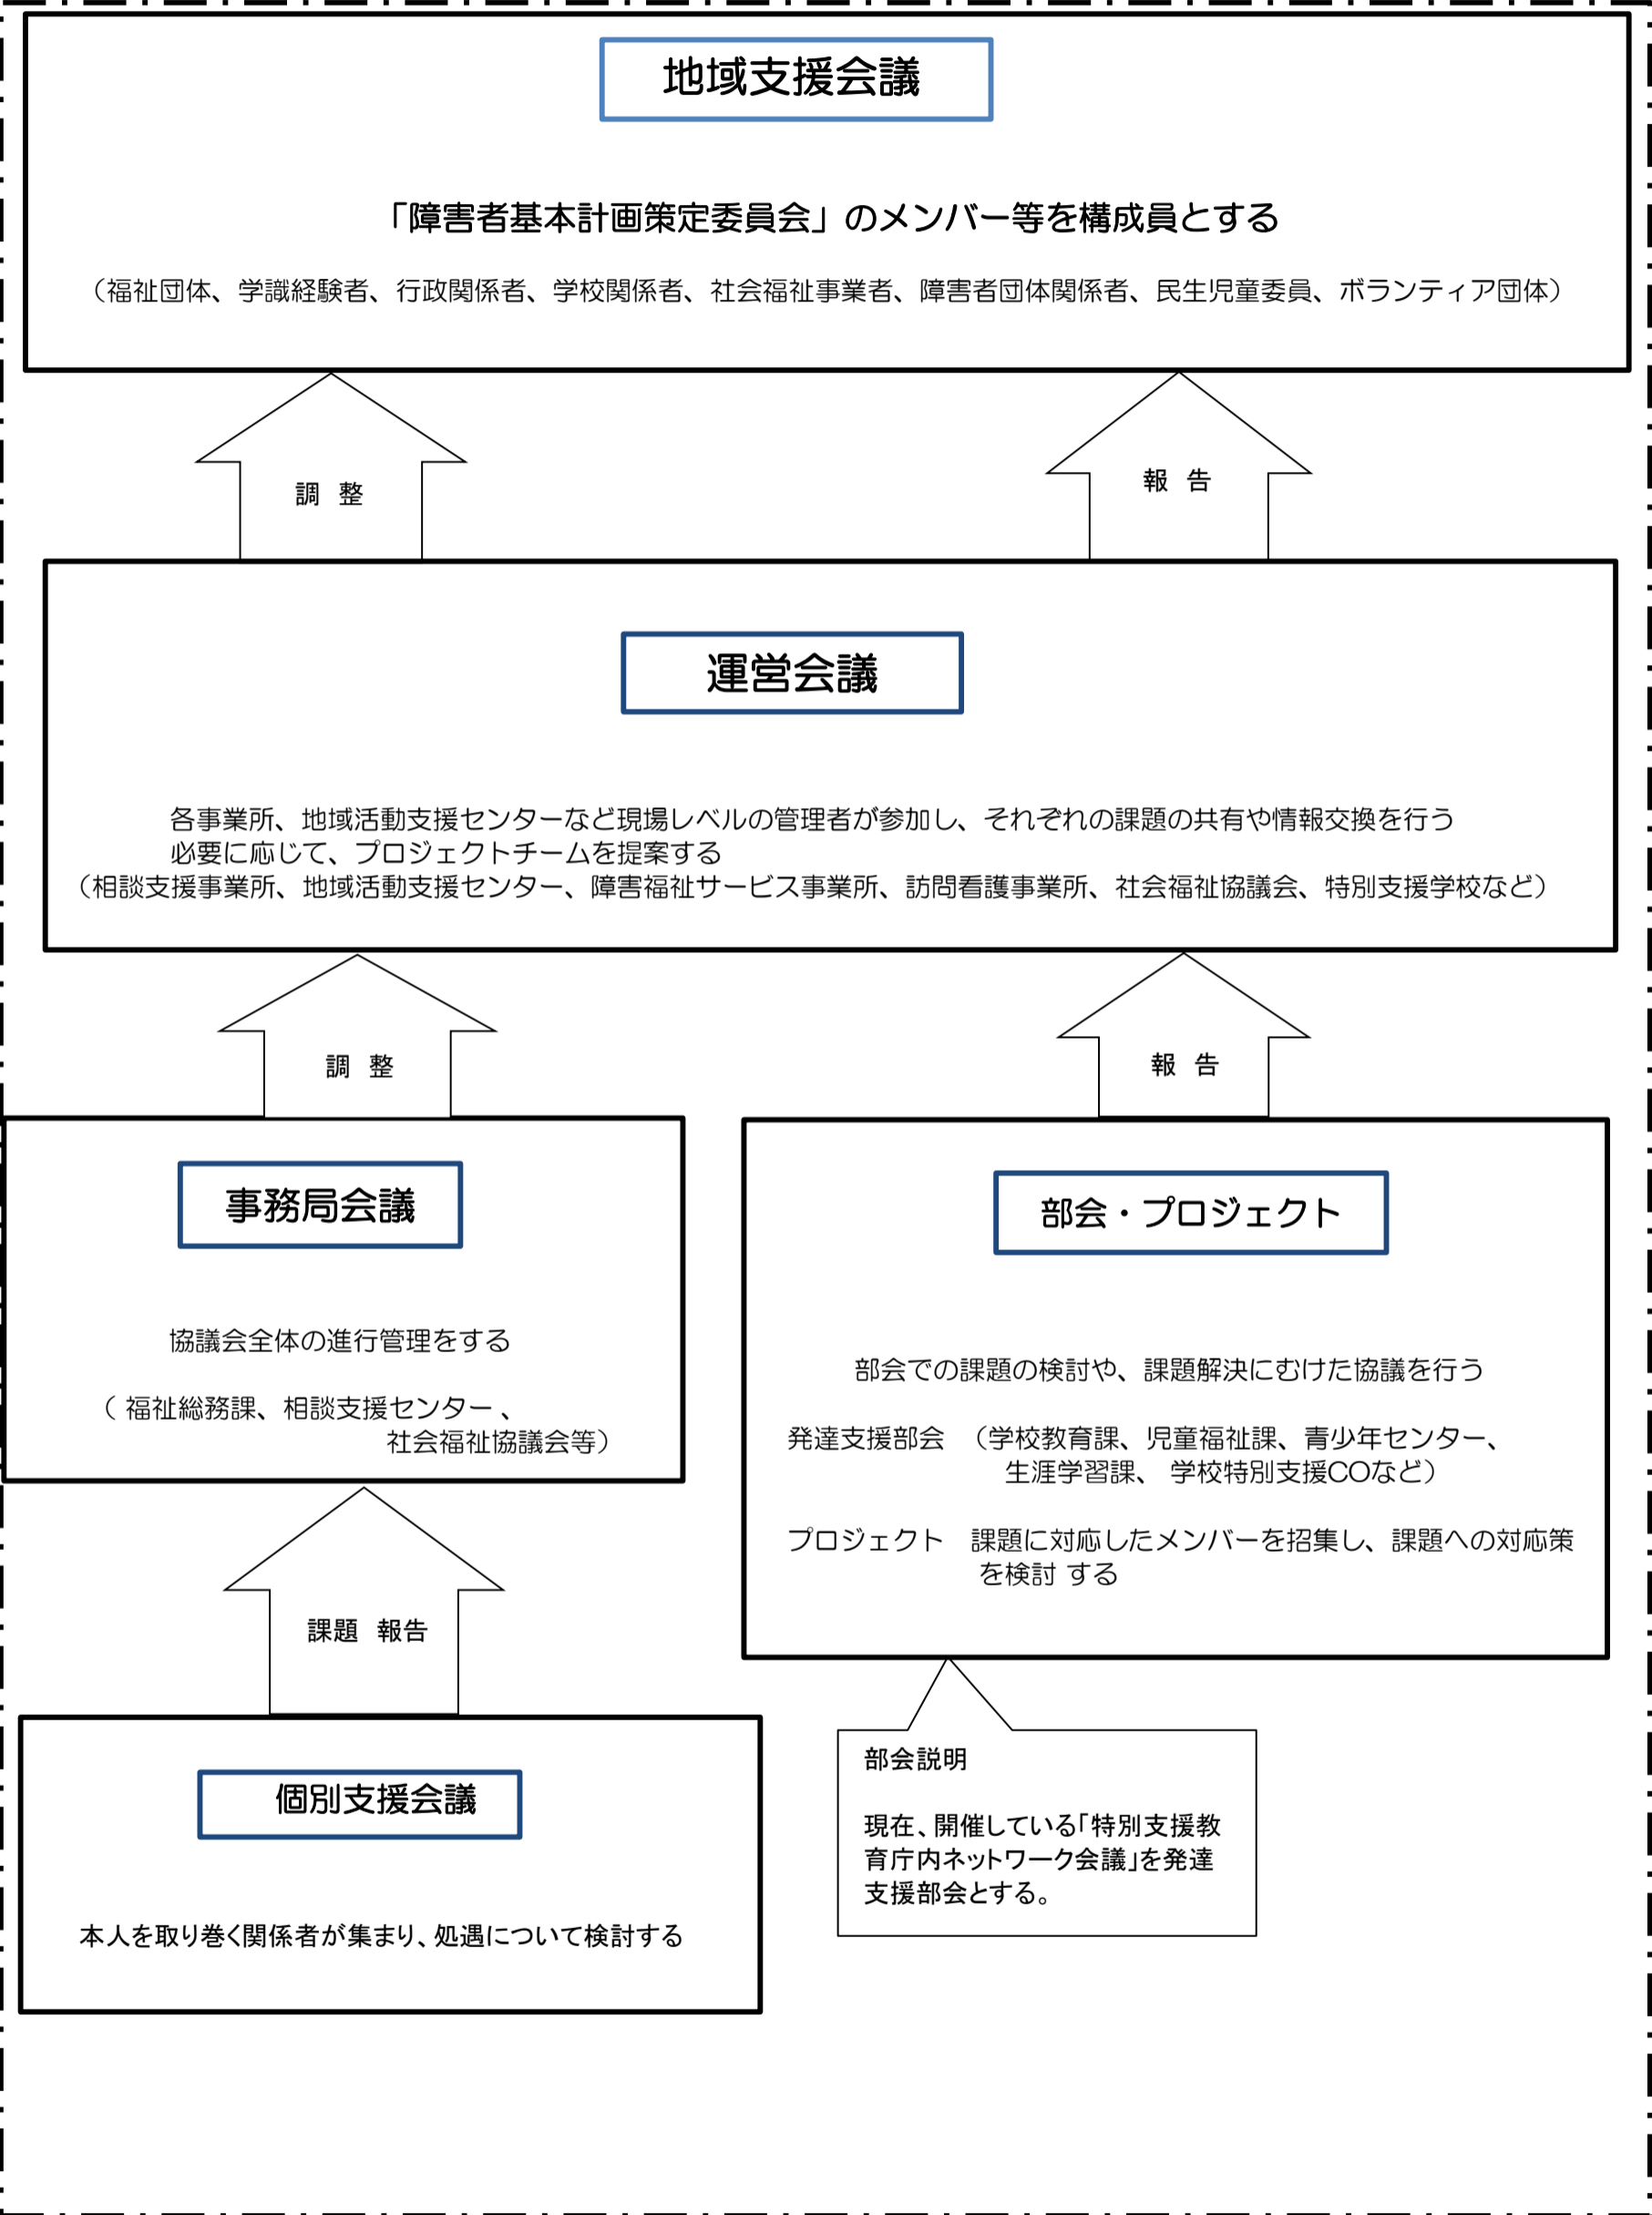 地域支援会議
「障害者基本計画策定委員会」のメンバー等を構成員とする
（福祉団体、学識経験者、行政関係者、学校関係者、社会福祉事業者、障害者団体関係者、民生児童委員、ボランティア団体）
調 整
報 告
運営会議
各事業所、地域活動支援センターなど現場レベルの管理者が参加し、それぞれの課題の共有や情報交換を行う
必要に応じて、プロジェクトチームを提案する
（相談支援事業所、地域活動支援センター、障害福祉サービス事業所、訪問看護事業所、社会福祉協議会、特別支援学校など）
調 整
報 告
事務局会議
協議会全体の進行管理をする
（ 福祉総務課、相談支援センター 、
社会福祉協議会等）
部会・プロジェクト
部会での課題の検討や、課題解決にむけた協議を行う
発達支援部会　（学校教育課、児童福祉課、青少年センター、
生涯学習課、 学校特別支援COなど）
プロジェクト　課題に対応したメンバーを招集し、課題への対応策
を検討 する
課題 報告
個別支援会議
本人を取り巻く関係者が集まり、処遇について検討する
部会説明
現在、開催している「特別支援教
育庁内ネットワーク会議」を発達
支援部会とする。